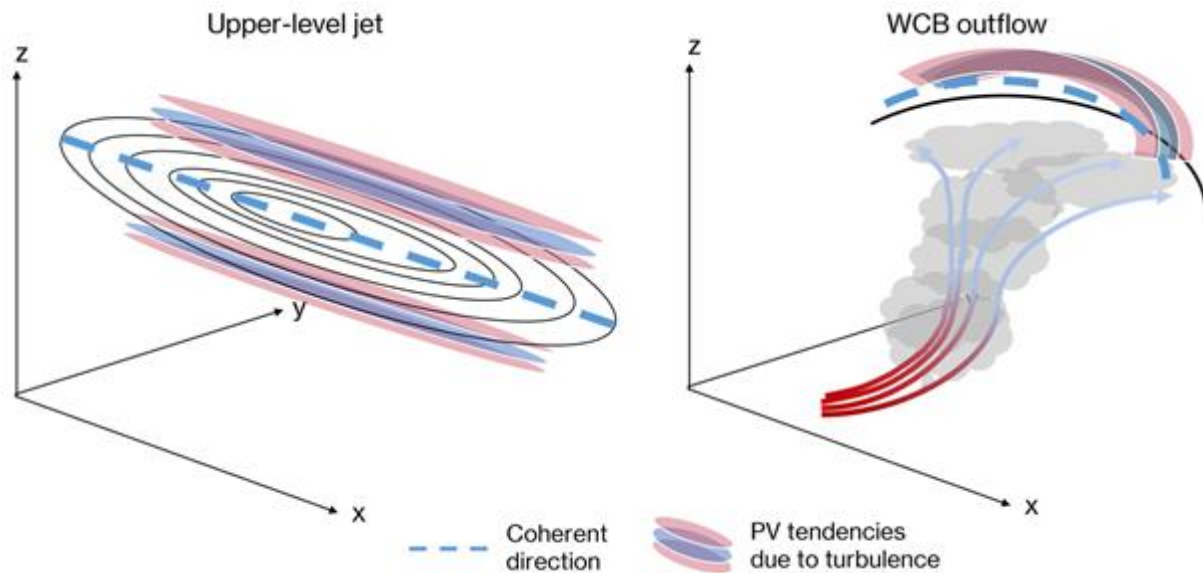 Upper-level jet
WCB outflow
z
z
y
y
x
x
Coherent
direction
PV tendencies
due to turbulence